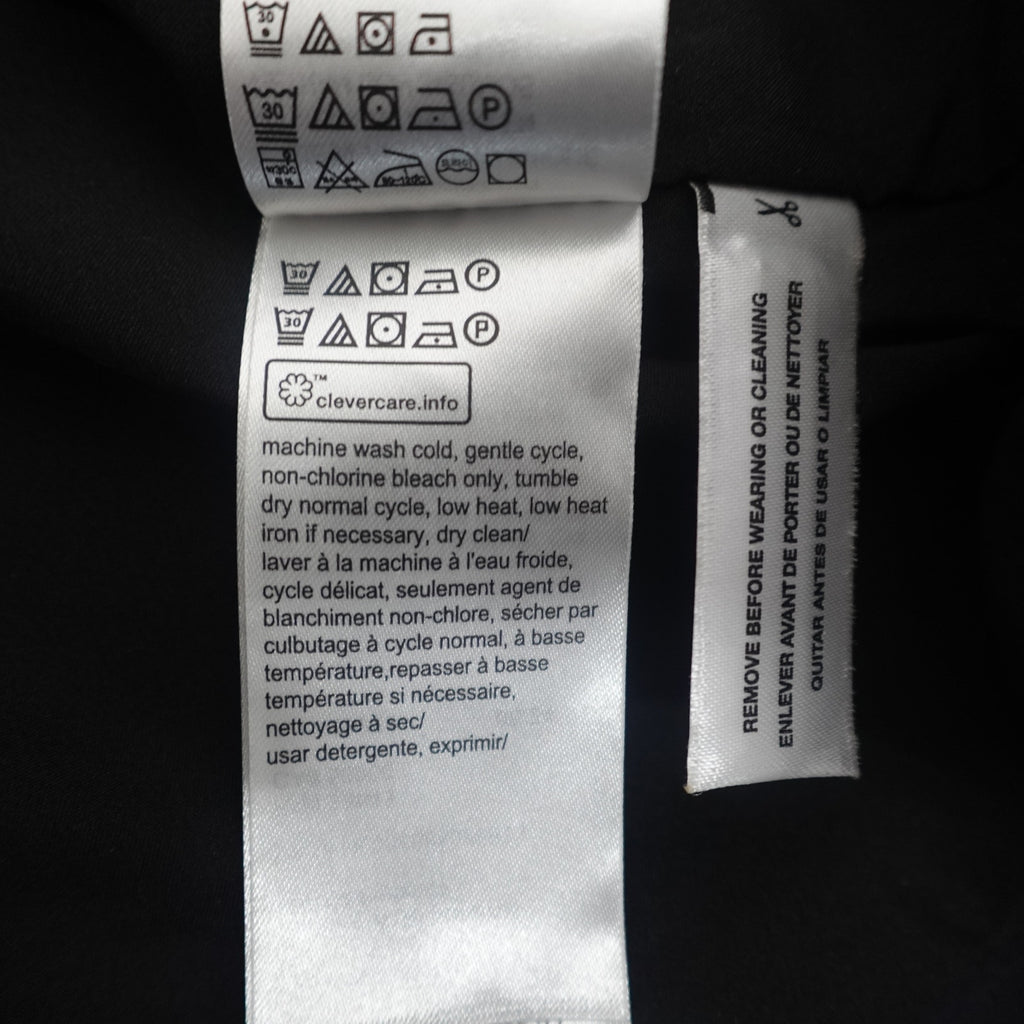 30
30
30
30
™
clevercare.info
machine wash cold, gentle cycle,
non-chlorine bleach only, tumble
dry normal cycle, low heat, low heat
iron if necessary, dry clean/
laver à la machine à l'eau froide,
cycle délicat, seulement agent de
blanchiment non-chlore, sécher par
culbutage à cycle normal, à basse
température,repasser à basse
température si nécessaire,
nettoyage à sec/
usar detergente, exprimir/
REMOVE BEFORE WEARING OR CLEANING
ENLEVER AVANT DE PORTER OU DE NETTOYER
QUITAR ANTES DE USAR O LIMPIAR